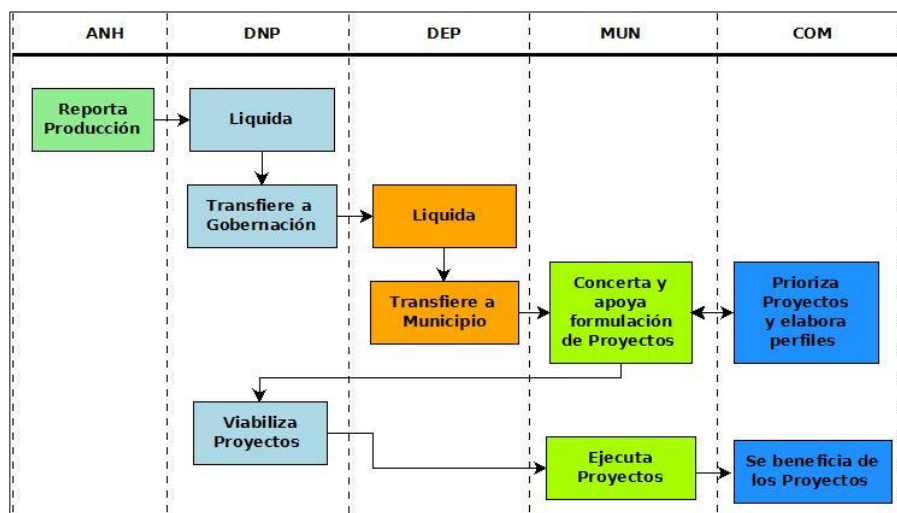 ANH
DNP
DEP
MUN
COM
Reporta
Producción
Liquida
Transfiere a
Gobernación
Liquida
Transfiere a
Municipio
Concerta y
apoya
formulación
de Proyectos
Prioriza
Proyectos
y elabora
perfiles
Viabiliza
Proyectos
Ejecuta
Proyectos
Se beneficia de
los Proyectos